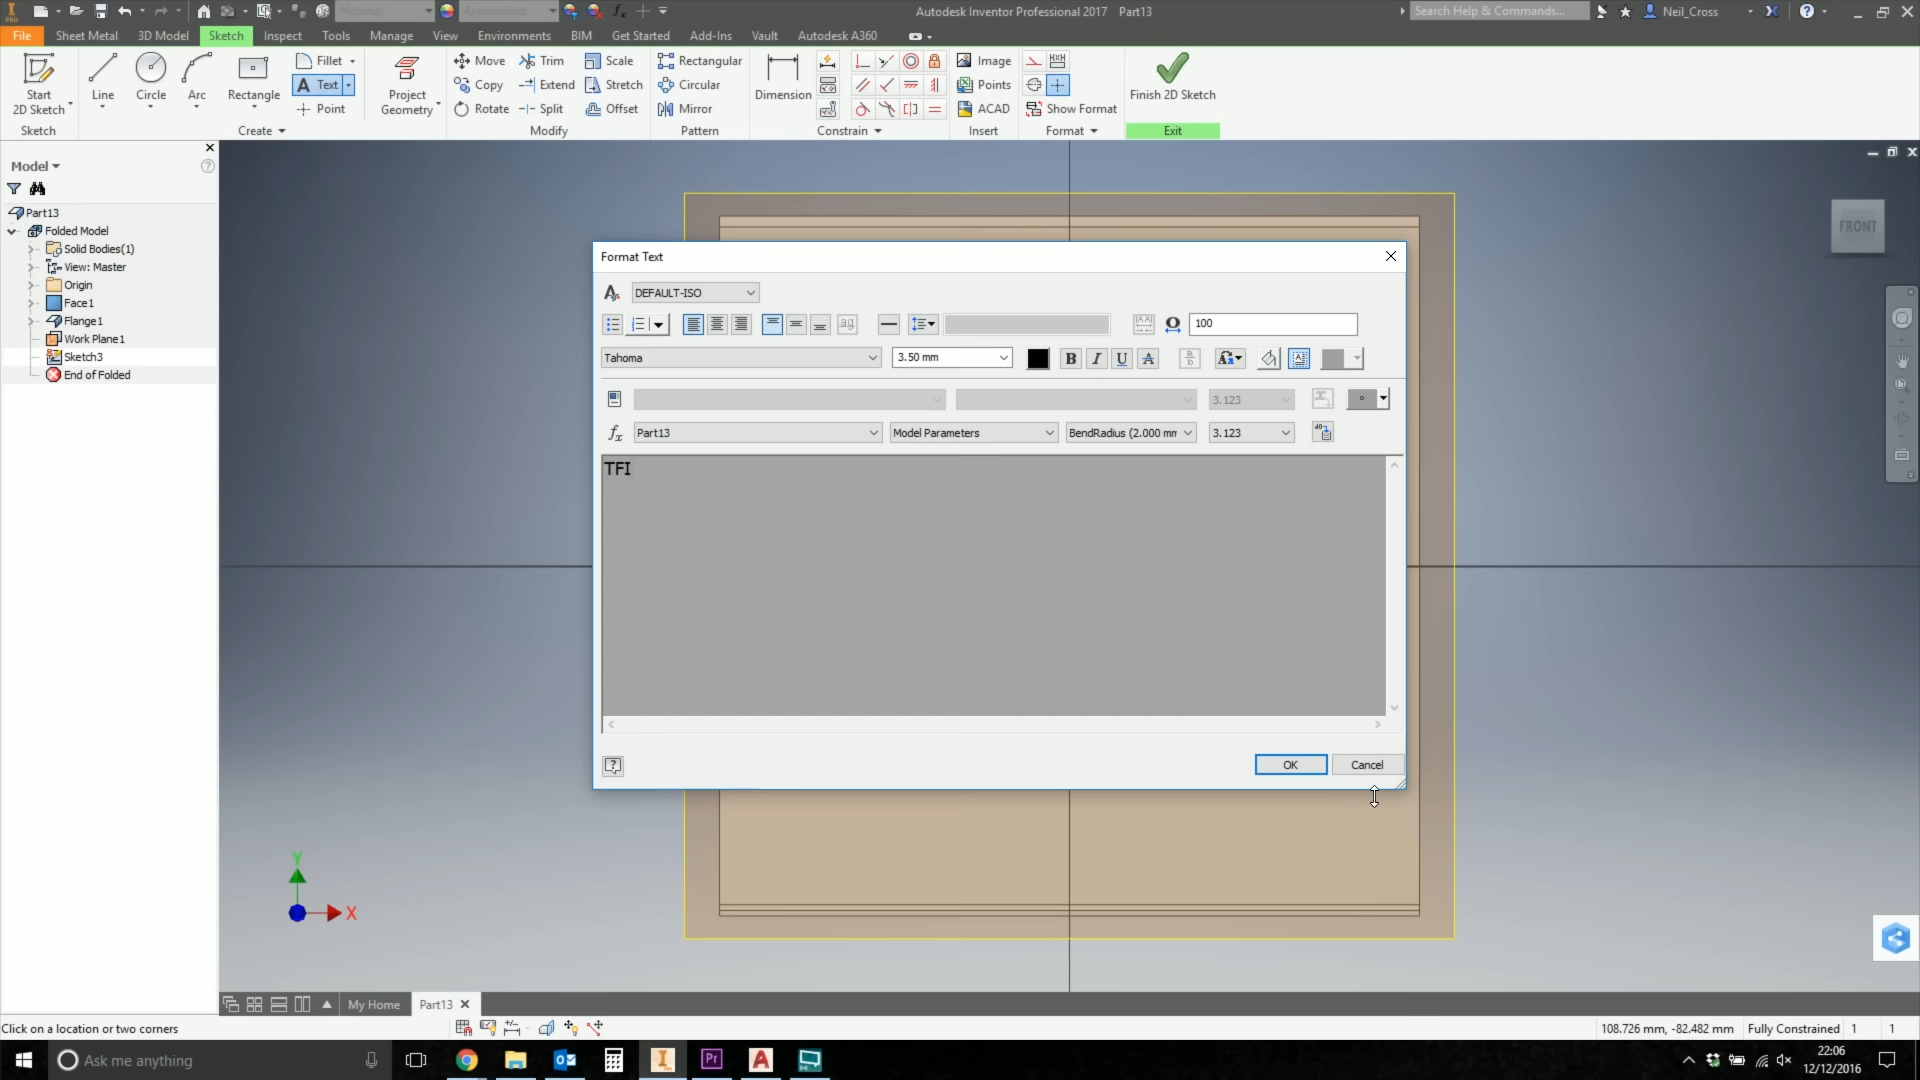 Material
Appearance
Autodesk Inventor Professional 2017 Part13
Search Help & Commands...
Neil_Cross
File
Sheet Metal
3D Model
Sketch
Inspect
Tools
Manage
View
Environments
BIM
Get Started
Add-Ins
Vault
Autodesk A360
Start
2D Sketch
Line
Circle
Arc
Rectangle
Fillet
Text
Point
Project
Geometry
Move
Copy
Rotate
Trim
Extend
Split
Scale
Stretch
Offset
Rectangular
Circular
Mirror
Dimension
Image
Points
ACAD
Show Format
Finish 2D Sketch
Sketch
Create
Modify
Pattern
Constrain
Insert
Format
Exit
Model
Part13
Folded Model
Solid Bodies(1)
View: Master
Origin
Face1
Flange1
Work Plane1
Sketch3
End of Folded
FRONT
Format Text
DEFAULT-ISO
100
Tahoma
3.50 mm
3.123
Part13
Model Parameters
BendRadius (2.000 mm
3.123
TFI
OK
Cancel
Y
X
My Home
Part13
Click on a location or two corners
108.726 mm, -82.482 mm
Fully Constrained
1
1
Ask me anything
22:06
12/12/2016